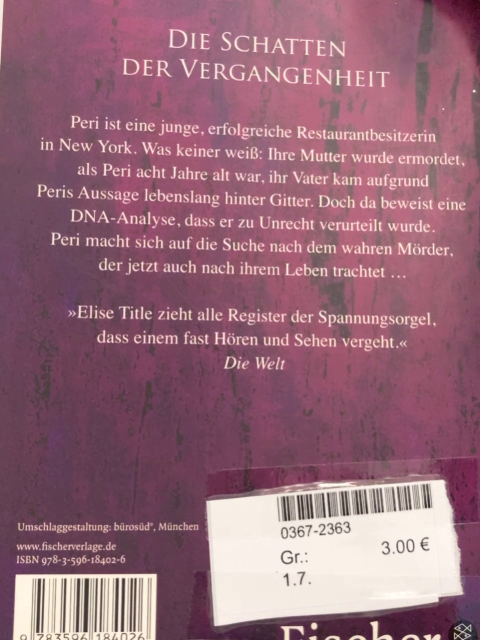 DIE SCHATTEN
DER VERGANGENHEIT
Peri ist eine junge, erfolgreiche Restaurantbesitzerin
in New York. Was keiner weiß: Ihre Mutter wurde ermordet,
als Peri acht Jahre alt war, ihr Vater kam aufgrund
Peris Aussage lebenslang hinter Gitter. Doch da beweist eine
DNA-Analyse, dass er zu Unrecht verurteilt wurde.
Peri macht sich auf die Suche nach dem wahren Mörder,
der jetzt auch nach ihrem Leben trachtet …
»Elise Title zieht alle Register der Spannungsorgel,
dass einem fast Hören und Sehen vergeht.«
Die Welt
Umschlaggestaltung: bürosüd°, München
www.fischerverlage.de
ISBN 978-3-596-18402-6
0367-2363
Gr.: 3.00 €
1.7.
9 783596 184026
Fischer